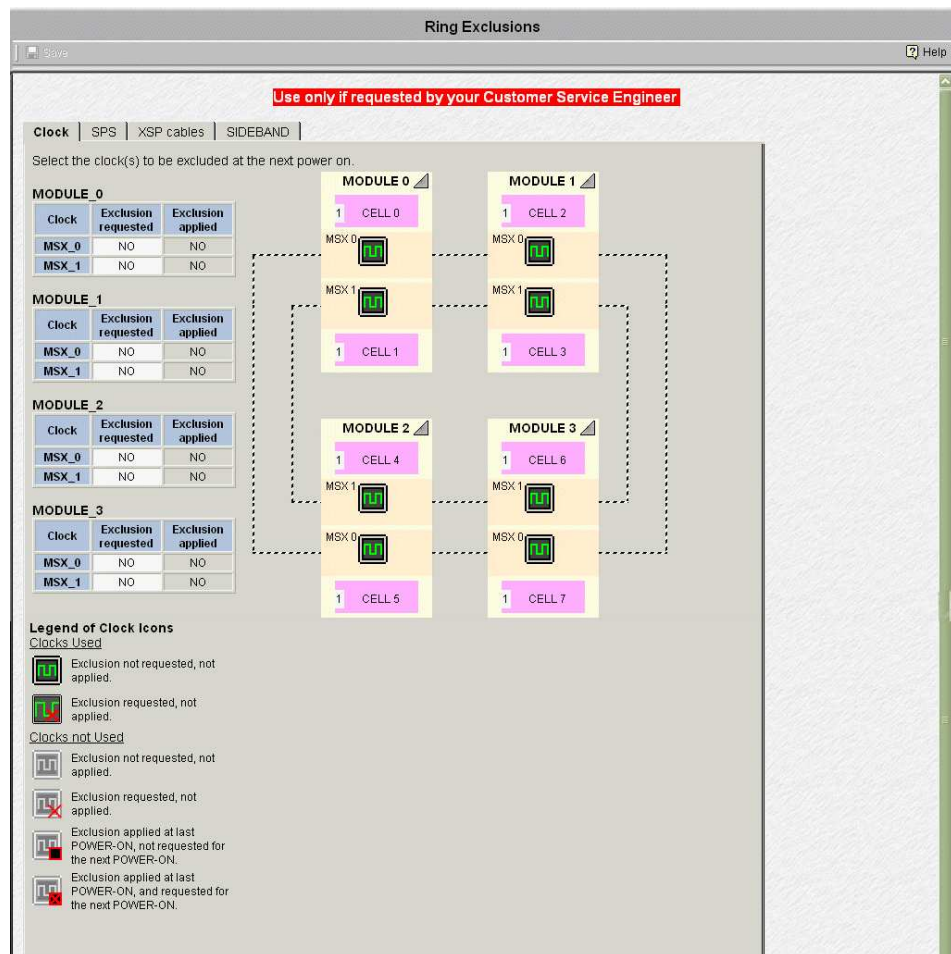 Ring Exclusions
Save
Help
Use only if requested by your Customer Service Engineer
Clock
SPS
XSP cables
SIDEBAND
Select the clock(s) to be excluded at the next power on.
MODULE_0
Clock Exclusion requested Exclusion applied
MSX_0 NO NO
MSX_1 NO NO
MODULE_1
Clock Exclusion requested Exclusion applied
MSX_0 NO NO
MSX_1 NO NO
MODULE_2
Clock Exclusion requested Exclusion applied
MSX_0 NO NO
MSX_1 NO NO
MODULE_3
Clock Exclusion requested Exclusion applied
MSX_0 NO NO
MSX_1 NO NO
MODULE 0
1 CELL 0
MSX 0
MSX 1
1 CELL 1
MODULE 1
1 CELL 2
MSX 0
MSX 1
1 CELL 3
MODULE 2
1 CELL 4
MSX 1
MSX 0
1 CELL 5
MODULE 3
1 CELL 6
MSX 1
MSX 0
1 CELL 7
Legend of Clock Icons
Clocks Used
Exclusion not requested, not
applied.
Exclusion requested, not
applied.
Clocks not Used
Exclusion not requested, not
applied.
Exclusion requested, not
applied.
Exclusion applied at last
POWER-ON, not requested for
the next POWER-ON.
Exclusion applied at last
POWER-ON, and requested for
the next POWER-ON.